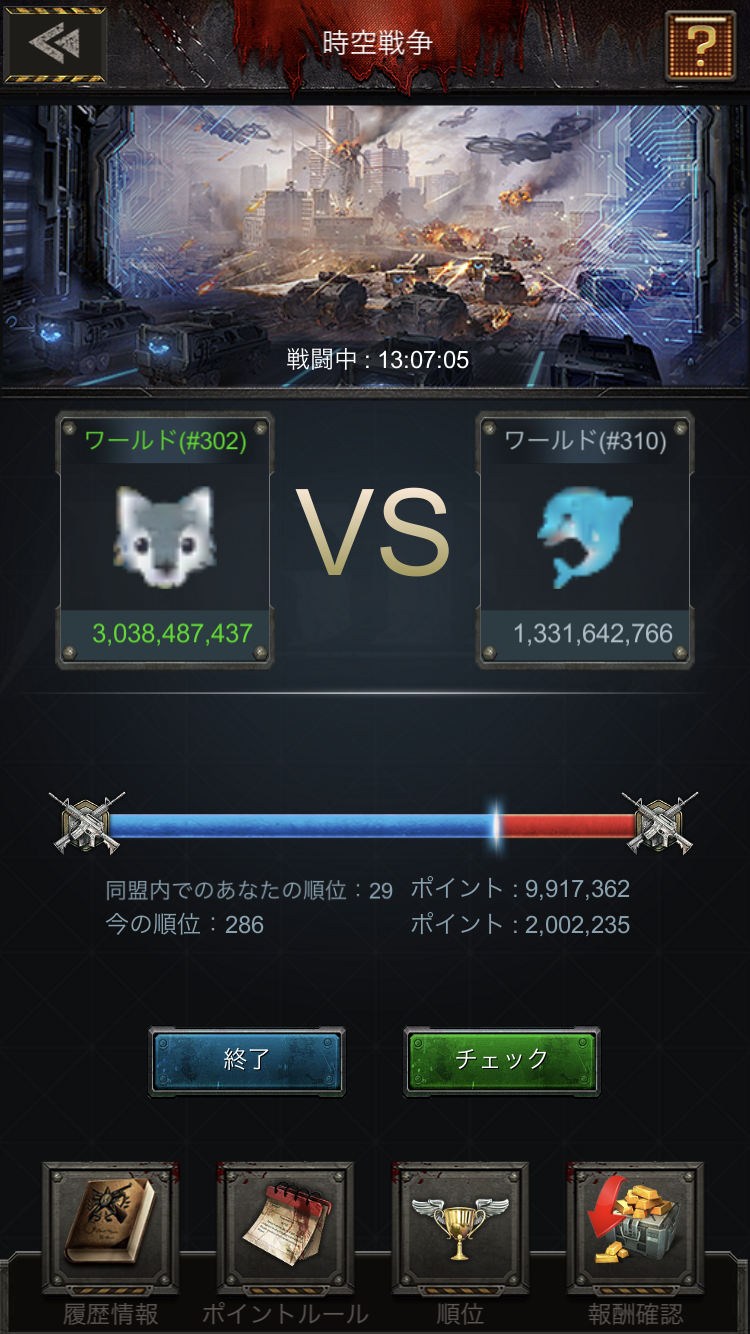 時空戦争
?
戦闘中 : 13:07:05
ワールド(#302)
ワールド(#310)
VS
3,038,487,437
1,331,642,766
同盟内でのあなたの順位：29 ポイント : 9,917,362
今の順位：286 ポイント : 2,002,235
終了
チェック
履歴情報
ポイントルール
順位
報酬確認